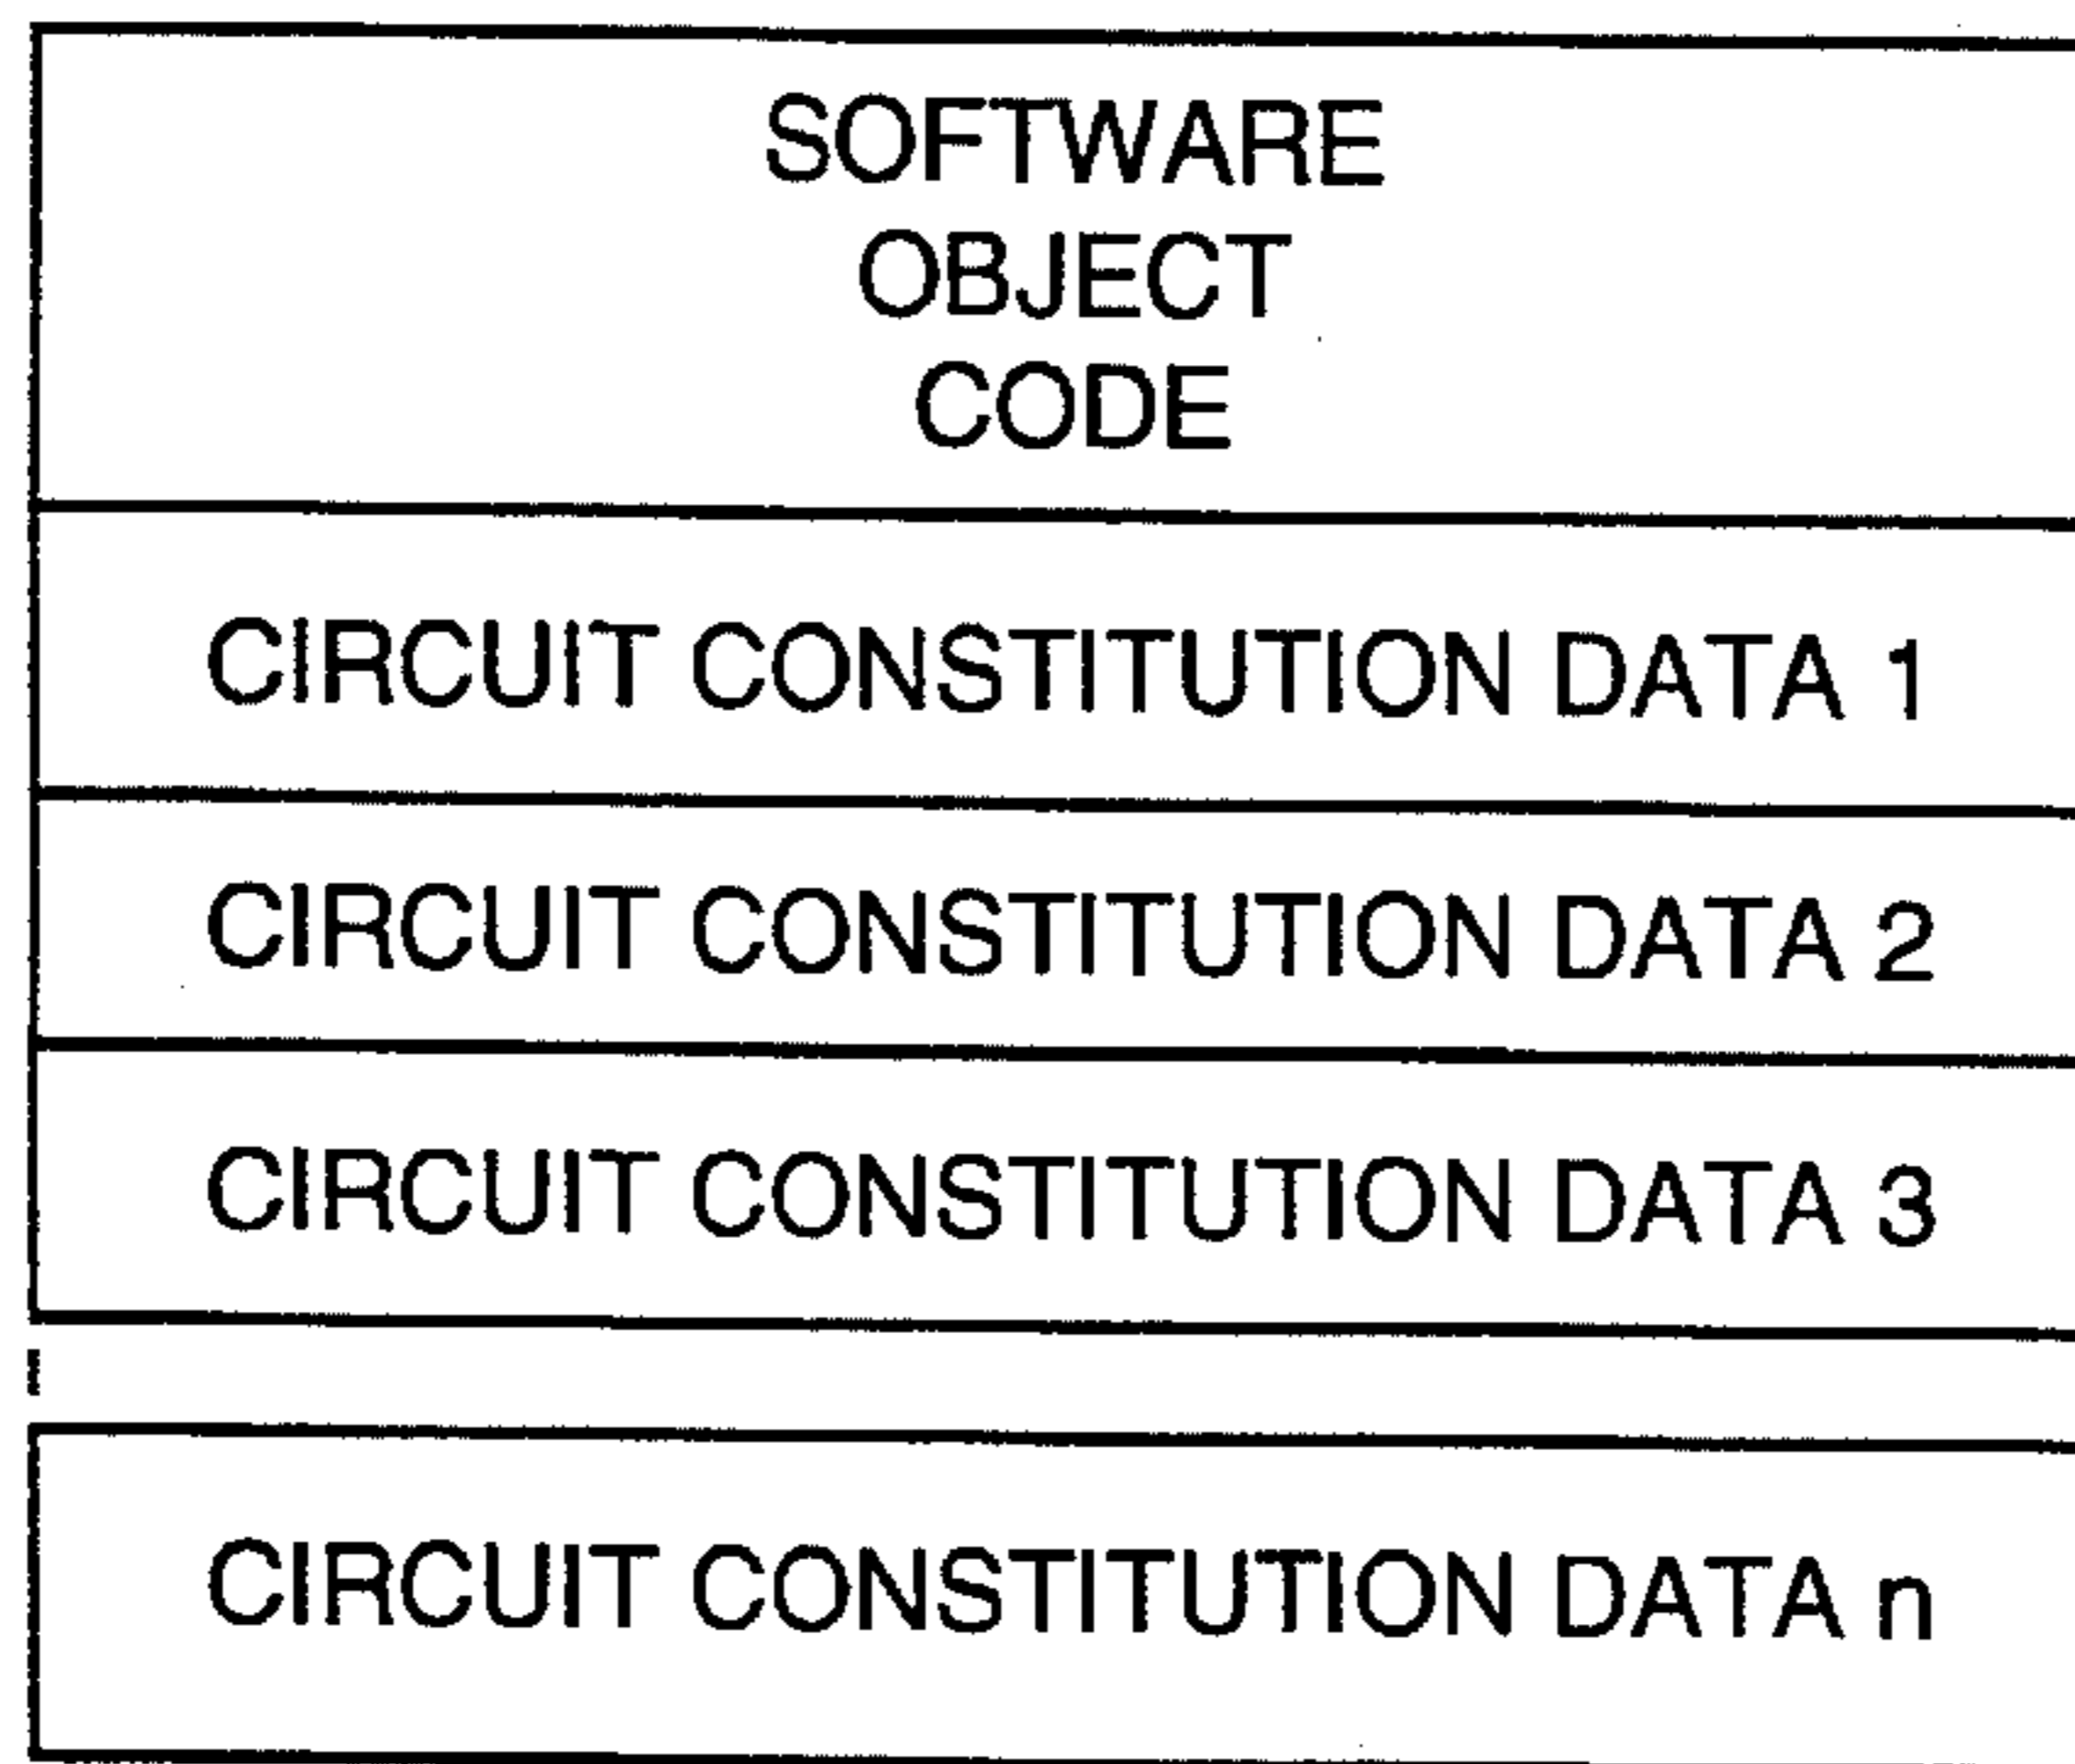 SOFTWARE
OBJECT
CODE
CIRCUIT CONSTITUTION DATA 1
CIRCUIT CONSTITUTION DATA 2
CIRCUIT CONSTITUTION DATA 3
CIRCUIT CONSTITUTION DATA n